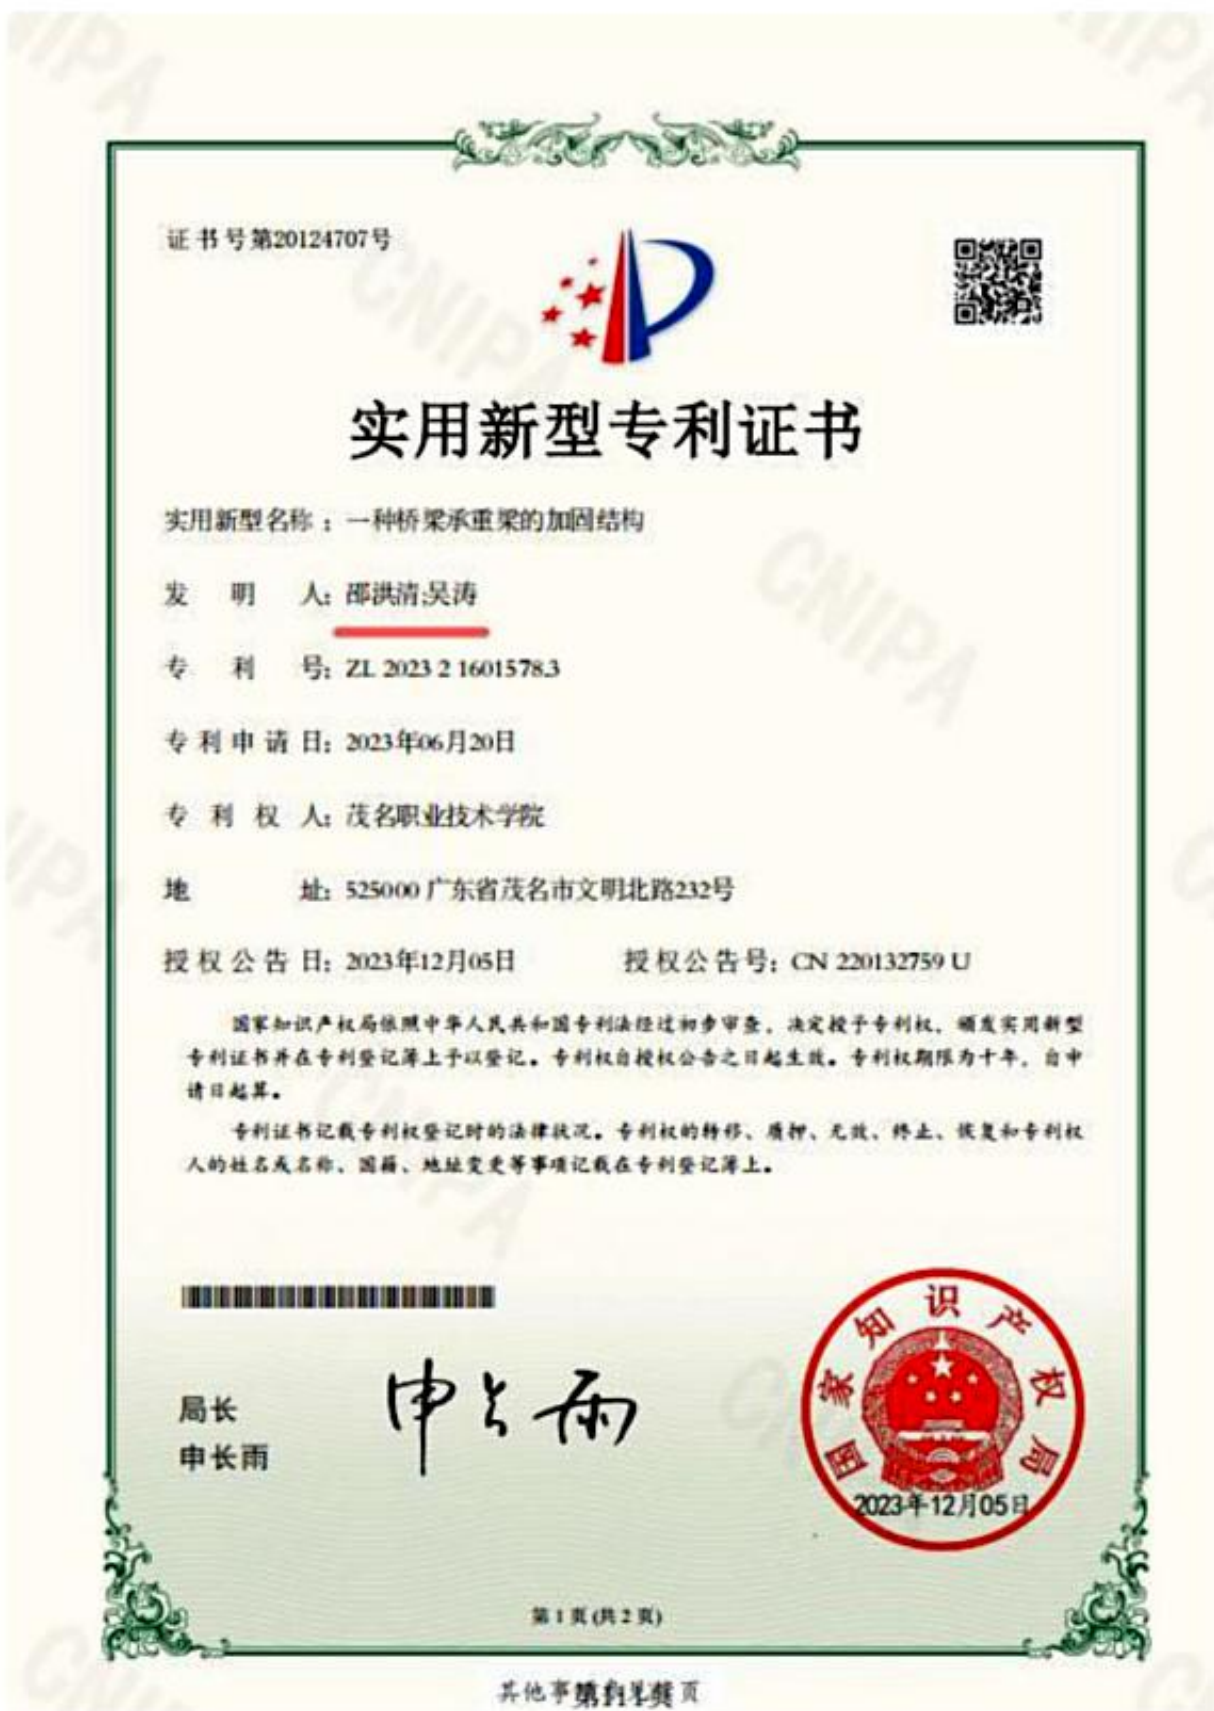 证书号第20124707号
实用新型专利证书
实用新型名称：一种桥梁承重梁的加固结构
发明人：邵洪清;吴涛
专利号：ZL 2023 2 1601578.3
专利申请日：2023年06月20日
专利权人：茂名职业技术学院
地址：525000 广东省茂名市文明北路232号
授权公告日：2023年12月05日 授权公告号：CN 220132759 U
国家知识产权局依照中华人民共和国专利法经过初步审查，决定授予专利权，颁发实用新型
专利证书并在专利登记簿上予以登记。专利权自授权公告之日起生效。专利权期限为十年，自申
请日起算。
专利证书记载专利权登记时的法律状况。专利权的转移、质押、无效、终止、恢复和专利权
人的姓名或名称、国籍、地址变更等事项记载在专利登记簿上。
局长
申长雨
申长雨
国家知识产权局
2023年12月05日
第 1 页 (共 2 页)
其他事 页
CNIPA